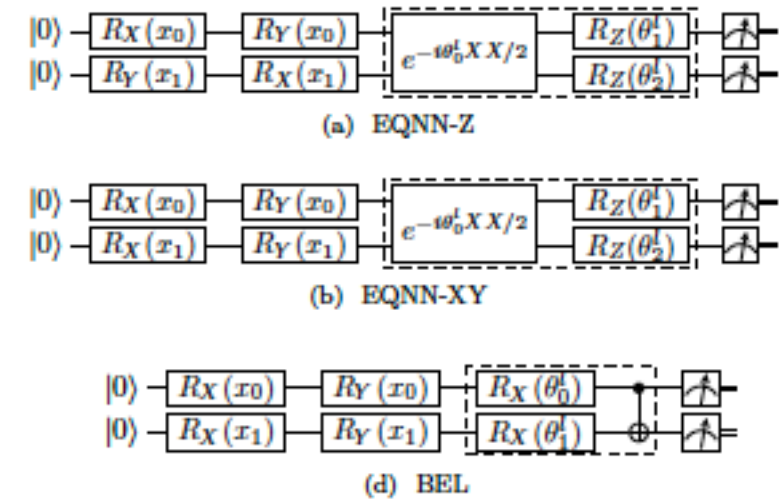 |0⟩ R_X(x_0) R_Y(x_0) e^{-iθ_0^l XX/2} R_Z(θ_1^l)
|0⟩ R_Y(x_1) R_X(x_1) R_Z(θ_2^l)
(a) EQNN-Z
|0⟩ R_X(x_0) R_Y(x_0) e^{-iθ_0^l XX/2} R_Z(θ_1^l)
|0⟩ R_X(x_1) R_Y(x_1) R_Z(θ_2^l)
(b) EQNN-XY
|0⟩ R_X(x_0) R_Y(x_0) R_X(θ_0^l)
|0⟩ R_X(x_1) R_Y(x_1) R_X(θ_1^l)
(d) BEL